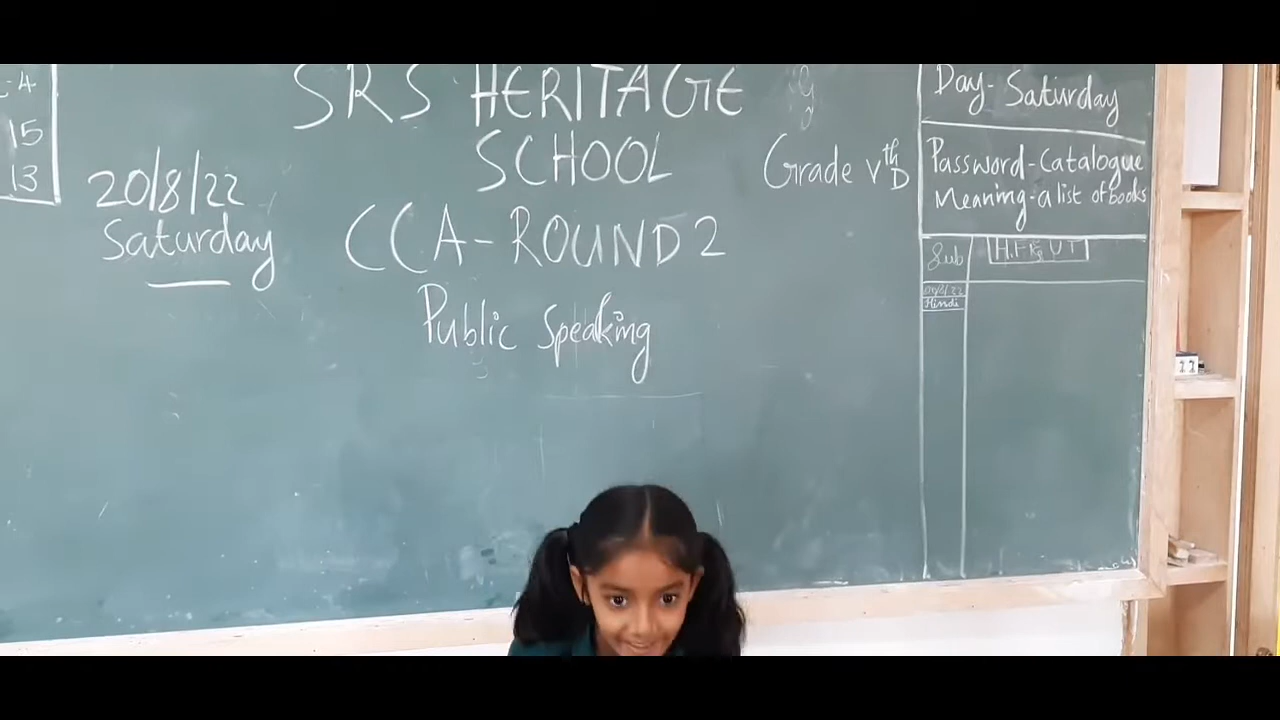 -4
15
13
20/8/22
Saturday
SRS HERITAGE
SCHOOL
CCA-ROUND 2
Public Speaking
Grade Vth D
Day- Saturday
Password-Catalogue
Meaning-a list of books
Sub
Hindi